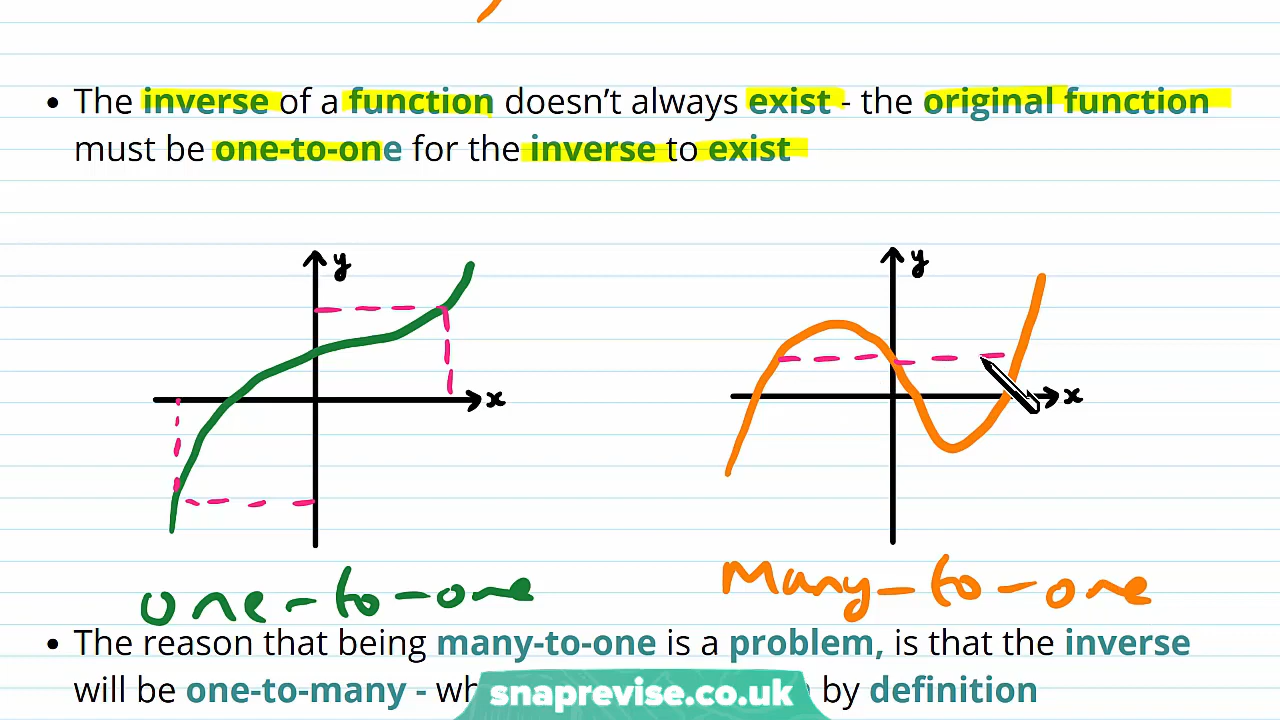 • The inverse of a function doesn't always exist - the original function
must be one-to-one for the inverse to exist
y
x
one-to-one
y
x
Many-to-one
• The reason that being many-to-one is a problem, is that the inverse
will be one-to-many - by definition
snaprevise.co.uk